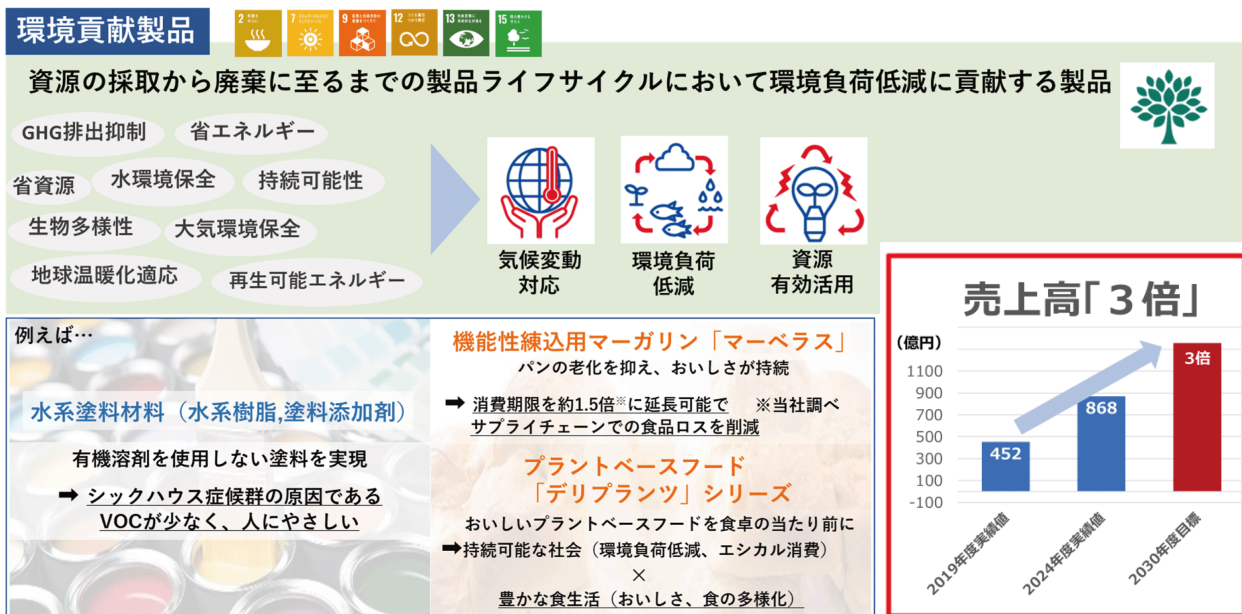 環境貢献製品
2
7
9
12 つくる責任
つかう責任
13
15
資源の採取から廃棄に至るまでの製品ライフサイクルにおいて環境負荷低減に貢献する製品
GHG排出抑制
省エネルギー
省資源
水環境保全
持続可能性
生物多様性
大気環境保全
地球温暖化適応
再生可能エネルギー
気候変動
対応
環境負荷
低減
資源
有効活用
例えば…
水系塗料材料（水系樹脂,塗料添加剤）
有機溶剤を使用しない塗料を実現
➡ シックハウス症候群の原因である
VOCが少なく、人にやさしい
機能性練込用マーガリン「マーベラス」
パンの老化を抑え、おいしさが持続
➡ 消費期限を約1.5倍※に延長可能で ※当社調べ
サプライチェーンでの食品ロスを削減
プラントベースフード
「デリプランツ」シリーズ
おいしいプラントベースフードを食卓の当たり前に
➡持続可能な社会（環境負荷低減、エシカル消費）
×
豊かな食生活（おいしさ、食の多様化）
売上高「３倍」
(億円)
1100
900
700
500
300
100
-100
452
868
3倍
2019年度実績値
2024年度実績値
2030年度目標